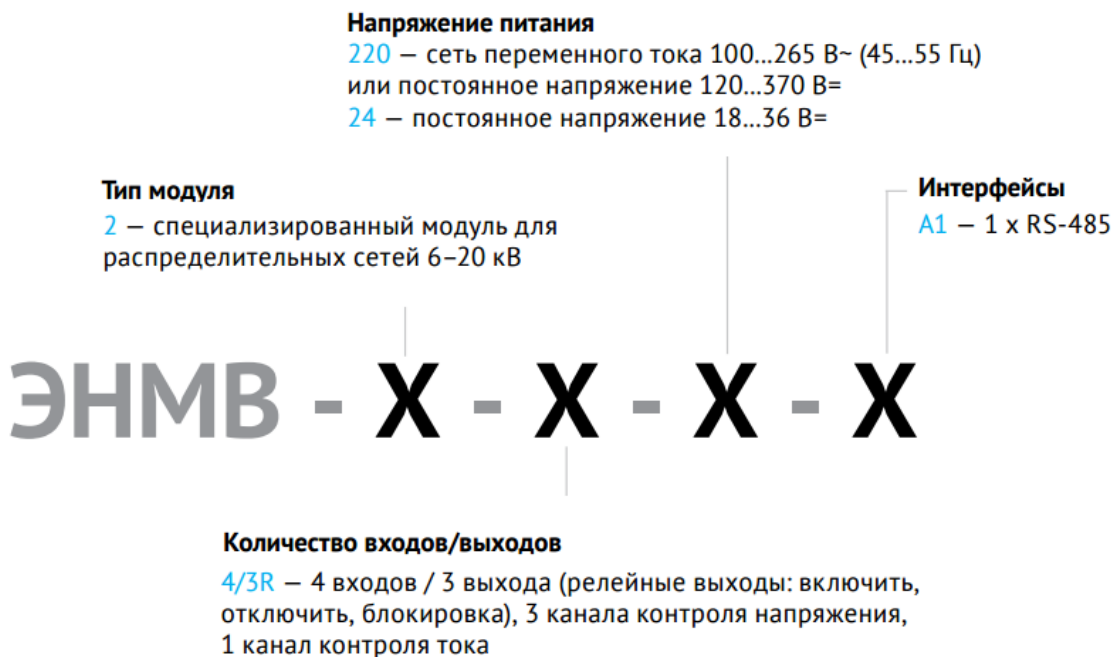 Напряжение питания
220 — сеть переменного тока 100...265 В~ (45...55 Гц)
или постоянное напряжение 120...370 В=
24 — постоянное напряжение 18...36 В=
Тип модуля
2 — специализированный модуль для
распределительных сетей 6–20 кВ
Интерфейсы
А1 — 1 x RS-485
ЭНМВ - X - X - X - X
Количество входов/выходов
4/3R — 4 входов / 3 выхода (релейные выходы: включить,
отключить, блокировка), 3 канала контроля напряжения,
1 канал контроля тока